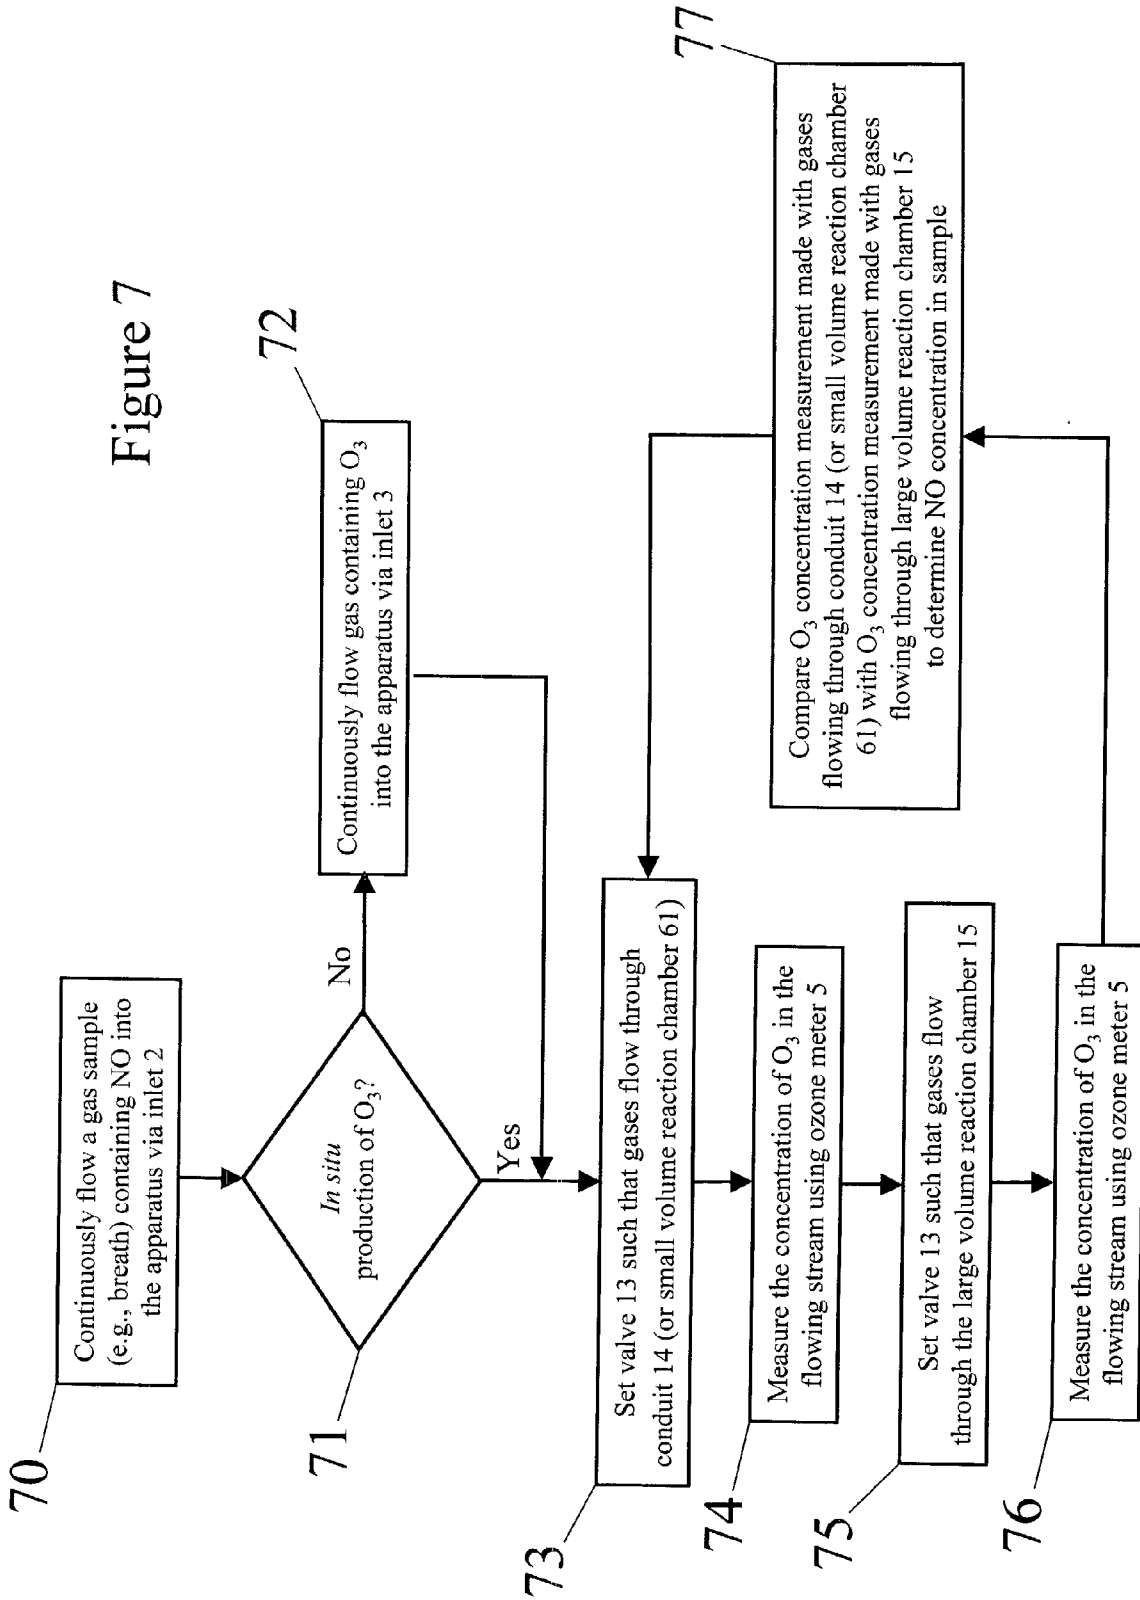 Figure 7
70
Continuously flow a gas sample
(e.g., breath) containing NO into
the apparatus via inlet 2
71
In situ
production of O3?
No
Yes
72
Continuously flow gas containing O3
into the apparatus via inlet 3
73
Set valve 13 such that gases flow through
conduit 14 (or small volume reaction chamber 61)
74
Measure the concentration of O3 in the
flowing stream using ozone meter 5
75
Set valve 13 such that gases flow
through the large volume reaction chamber 15
76
Measure the concentration of O3 in the
flowing stream using ozone meter 5
77
Compare O3 concentration measurement made with gases
flowing through conduit 14 (or small volume reaction chamber
61) with O3 concentration measurement made with gases
flowing through large volume reaction chamber 15
to determine NO concentration in sample